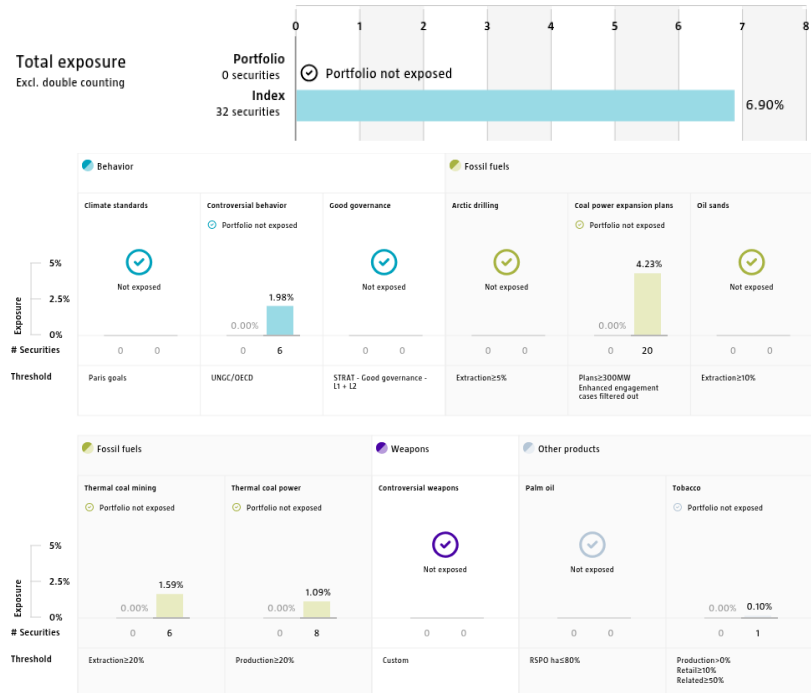 0 1 2 3 4 5 6 7 8
Total exposure
Excl. double counting
Portfolio
0 securities
Portfolio not exposed
Index
32 securities
6.90%
Behavior
Fossil fuels
Climate standards
Controversial behavior
Good governance
Arctic drilling
Coal power expansion plans
Oil sands
Portfolio not exposed
Portfolio not exposed
Exposure
5%
2.5%
0%
Not exposed
0.00%
1.98%
Not exposed
Not exposed
0.00%
4.23%
Not exposed
# Securities
0 0
0 6
0 0
0 0
0 20
0 0
Threshold
Paris goals
UNGC/OECD
STRAT - Good governance -
L1 + L2
Extraction≥5%
Plans≥300MW
Enhanced engagement
cases filtered out
Extraction≥10%
Fossil fuels
Weapons
Other products
Thermal coal mining
Thermal coal power
Controversial weapons
Palm oil
Tobacco
Portfolio not exposed
Portfolio not exposed
Portfolio not exposed
Exposure
5%
2.5%
0%
0.00%
1.59%
0.00%
1.09%
Not exposed
Not exposed
0.00%
0.10%
# Securities
0 6
0 8
0 0
0 0
0 1
Threshold
Extraction≥20%
Production≥20%
Custom
RSPO ha≤80%
Production>0%
Retail≥10%
Related≥50%